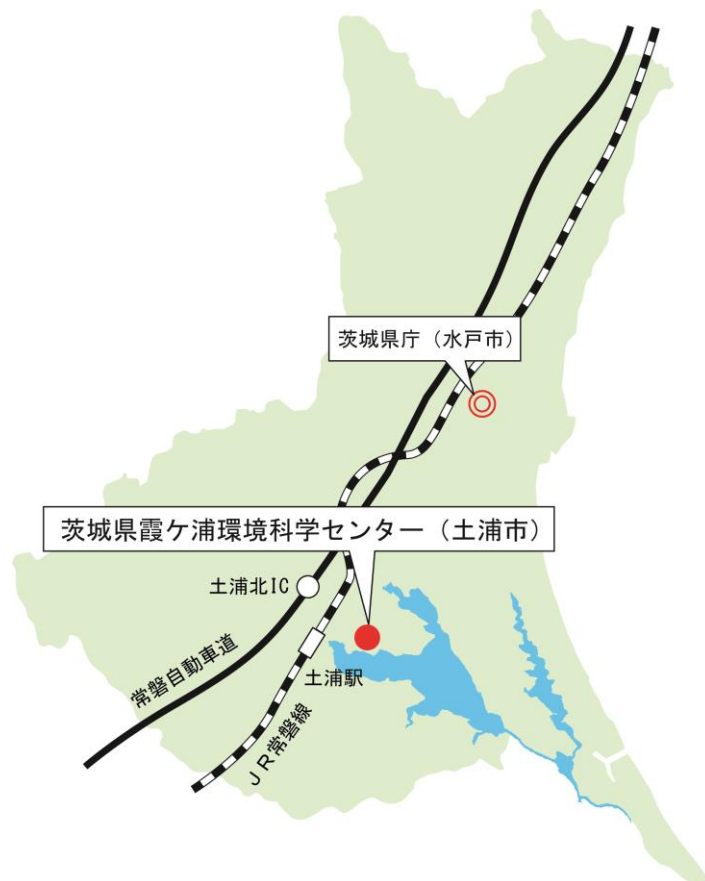 茨城県庁（水戸市）
茨城県霞ケ浦環境科学センター（土浦市）
土浦北IC
土浦駅
常磐自動車道
ＪＲ常磐線